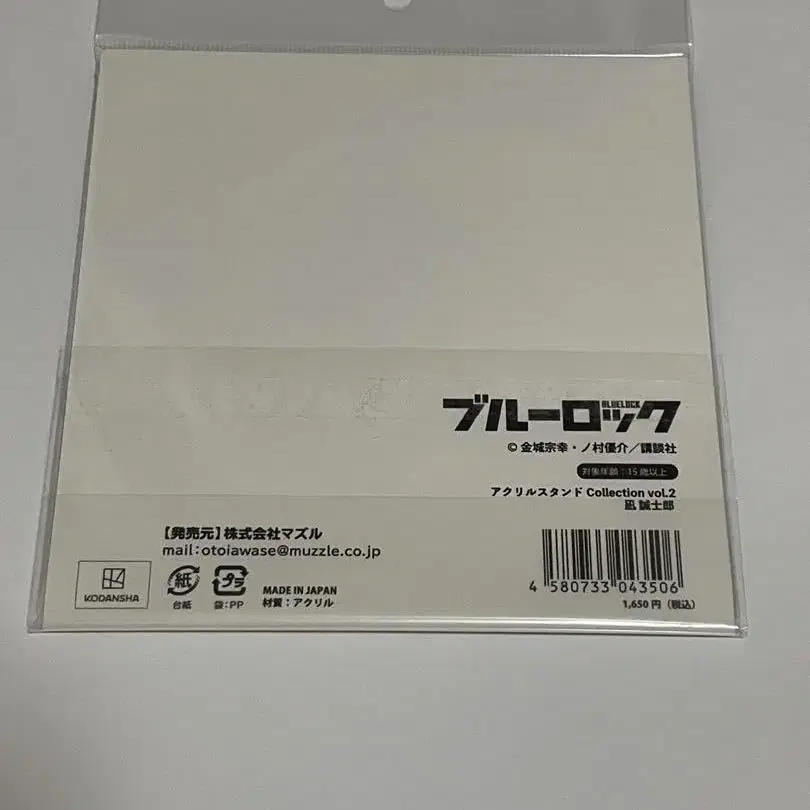 BLUELOCK
ブルーロック
© 金城宗幸・ノ村優介／講談社
対象年齢：15歳以上
アクリルスタンド Collection vol.2
凪 誠士郎
【発売元】株式会社マズル
mail：otoiawase@muzzle.co.jp
KODANSHA
紙
台紙
プラ
袋：PP
MADE IN JAPAN
材質：アクリル
4 580733 043506
1,650円（税込）